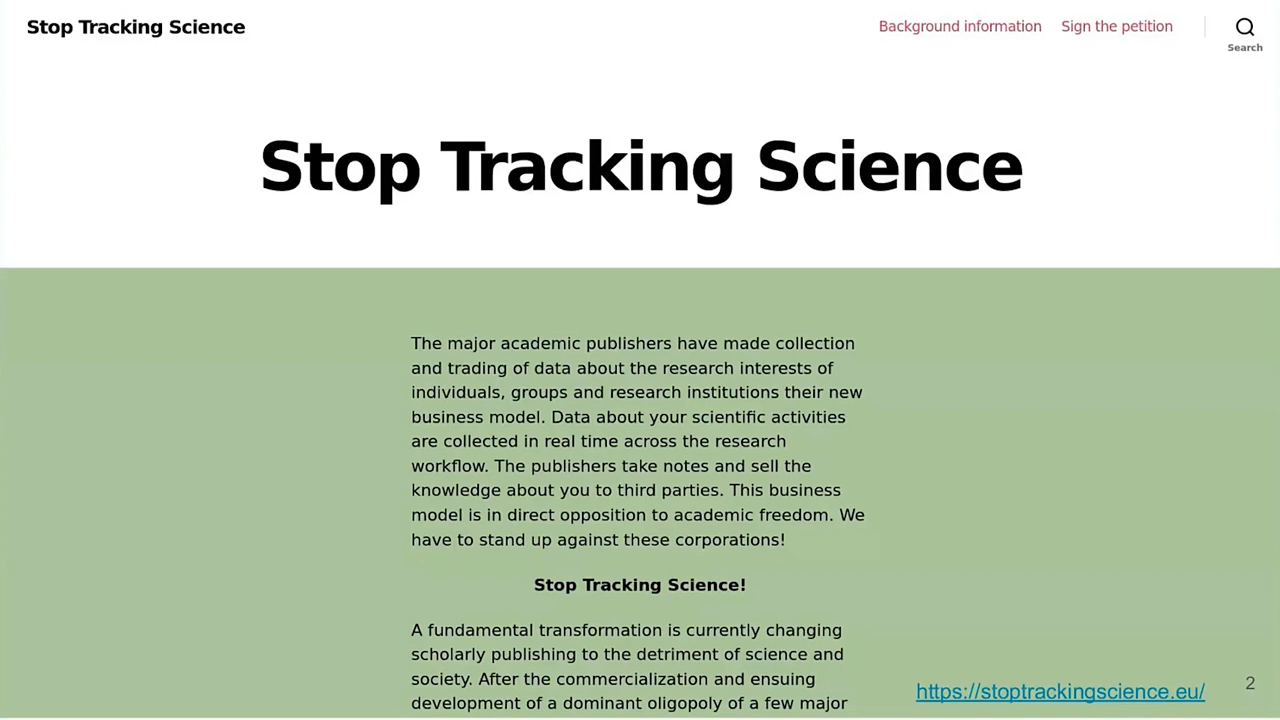 Stop Tracking Science
Background information
Sign the petition
Search
Stop Tracking Science
The major academic publishers have made collection
and trading of data about the research interests of
individuals, groups and research institutions their new
business model. Data about your scientific activities
are collected in real time across the research
workflow. The publishers take notes and sell the
knowledge about you to third parties. This business
model is in direct opposition to academic freedom. We
have to stand up against these corporations!
Stop Tracking Science!
A fundamental transformation is currently changing
scholarly publishing to the detriment of science and
society. After the commercialization and ensuing
development of a dominant oligopoly of a few major
https://stoptrackingscience.eu/
2